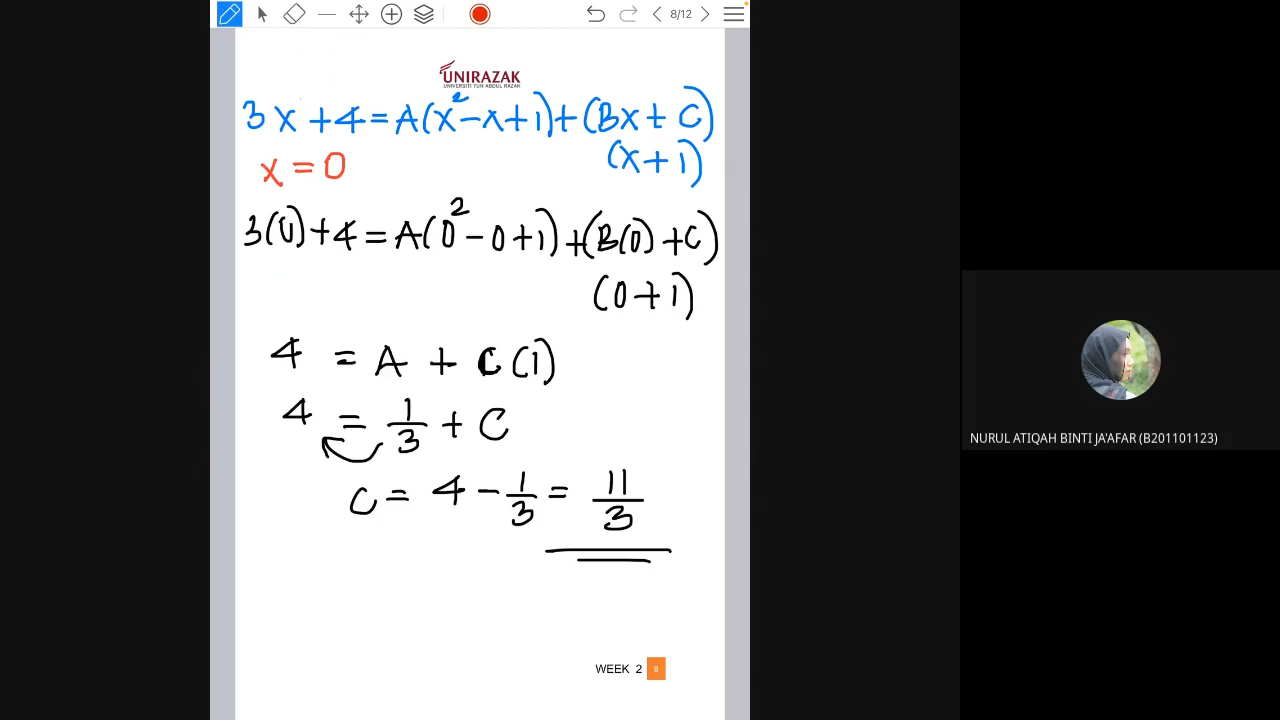 8/12
UNIRAZAK
UNIVERSITI TUN ABDUL RAZAK
3x + 4 = A(x² - x + 1) + (Bx + C)
(x + 1)
x = 0
3(0) + 4 = A(0² - 0 + 1) + (B(0) + C)
(0 + 1)
4 = A + C(1)
4 = 1/3 + C
C = 4 - 1/3 = 11/3
NURUL ATIQAH BINTI JA'AFAR (B201101123)
WEEK 2 8